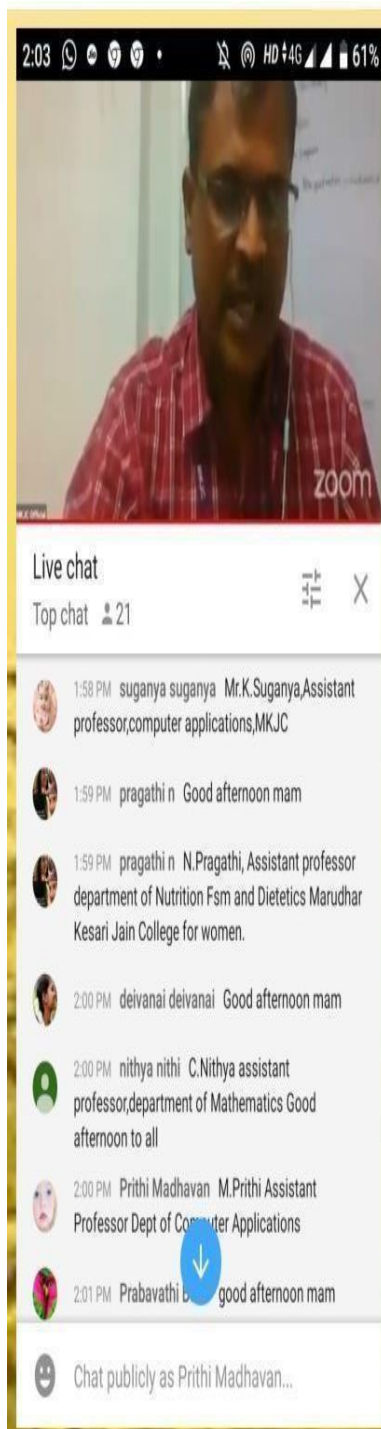 2:03 HD 4G 61%
zoom
Live chat
Top chat 21
1:58 PM suganya suganya Mr.K.Suganya,Assistant
professor,computer applications,MKJC
1:59 PM pragathi n Good afternoon mam
1:59 PM pragathi n N.Pragathi, Assistant professor
department of Nutrition Fsm and Dietetics Marudhar
Kesari Jain College for women.
2:00 PM deivanai deivanai Good afternoon mam
2:00 PM nithya nithi C.Nithya assistant
professor,department of Mathematics Good
afternoon to all
2:00 PM Prithi Madhavan M.Prithi Assistant
Professor Dept of Computer Applications
2:01 PM Prabavathi good afternoon mam
Chat publicly as Prithi Madhavan...